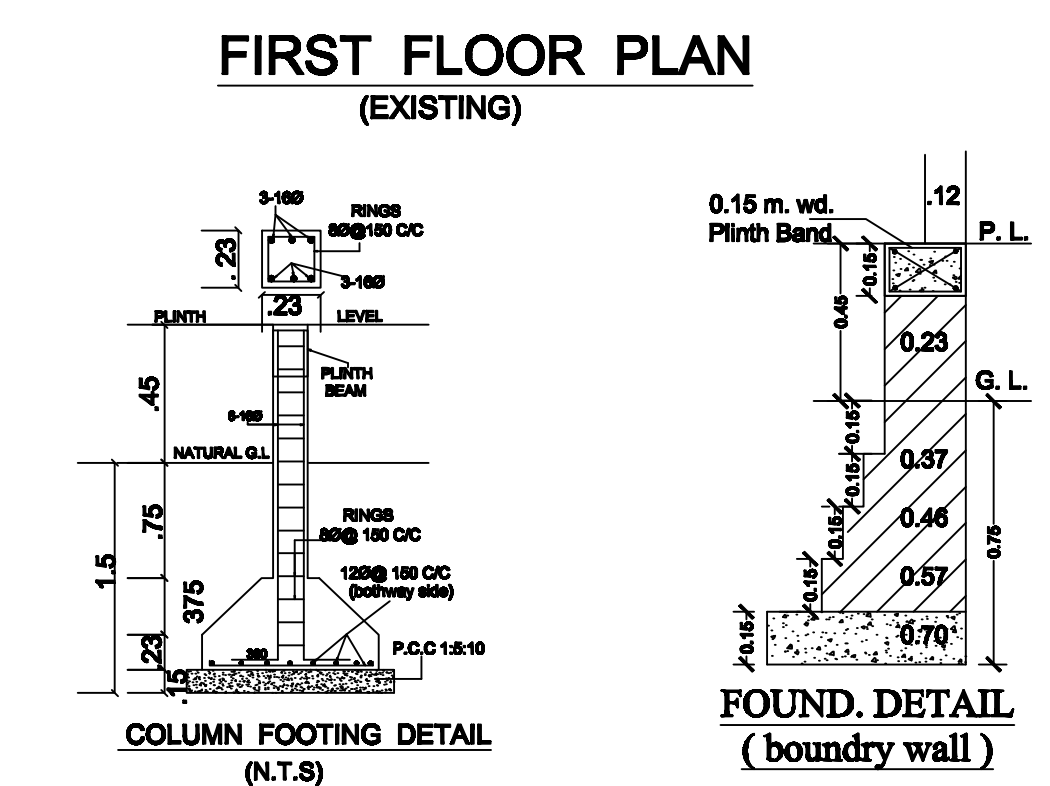 FIRST FLOOR PLAN
(EXISTING)
3-16Ø
RINGS
8Ø@150 C/C
.23
3-16Ø
.23
PLINTH LEVEL
PLINTH
BEAM
.45
6-16Ø
NATURAL G.L
RINGS
8Ø@ 150 C/C
.75
1.5
12Ø@ 150 C/C
(bothway side)
375
.23
P.C.C 1:5:10
.15
COLUMN FOOTING DETAIL
(N.T.S)
.12
0.15 m. wd.
Plinth Band
P. L.
0.15
0.45
0.23
G. L.
0.15
0.37
0.15
0.46
0.15
0.75
0.57
0.15
0.70
0.15
FOUND. DETAIL
( boundry wall )